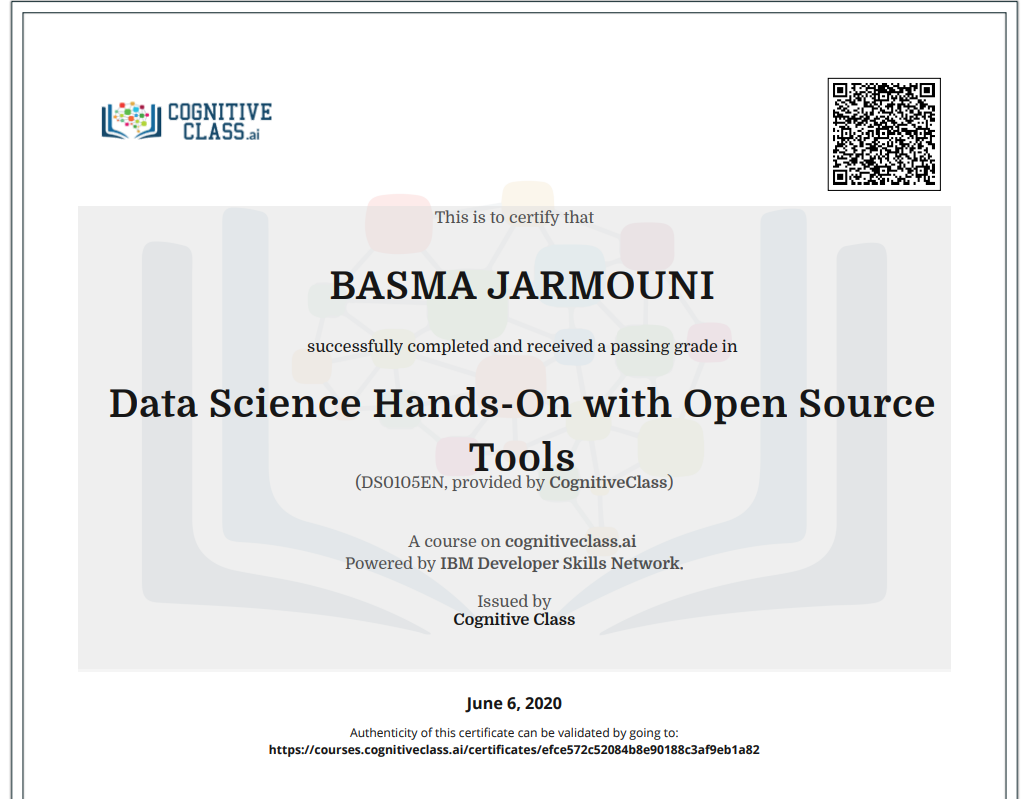 COGNITIVE
CLASS.ai
This is to certify that
BASMA JARMOUNI
successfully completed and received a passing grade in
Data Science Hands-On with Open Source
Tools
(DS0105EN, provided by CognitiveClass)
A course on cognitiveclass.ai
Powered by IBM Developer Skills Network.
Issued by
Cognitive Class
June 6, 2020
Authenticity of this certificate can be validated by going to:
https://courses.cognitiveclass.ai/certificates/efce572c52084b8e90188c3af9eb1a82